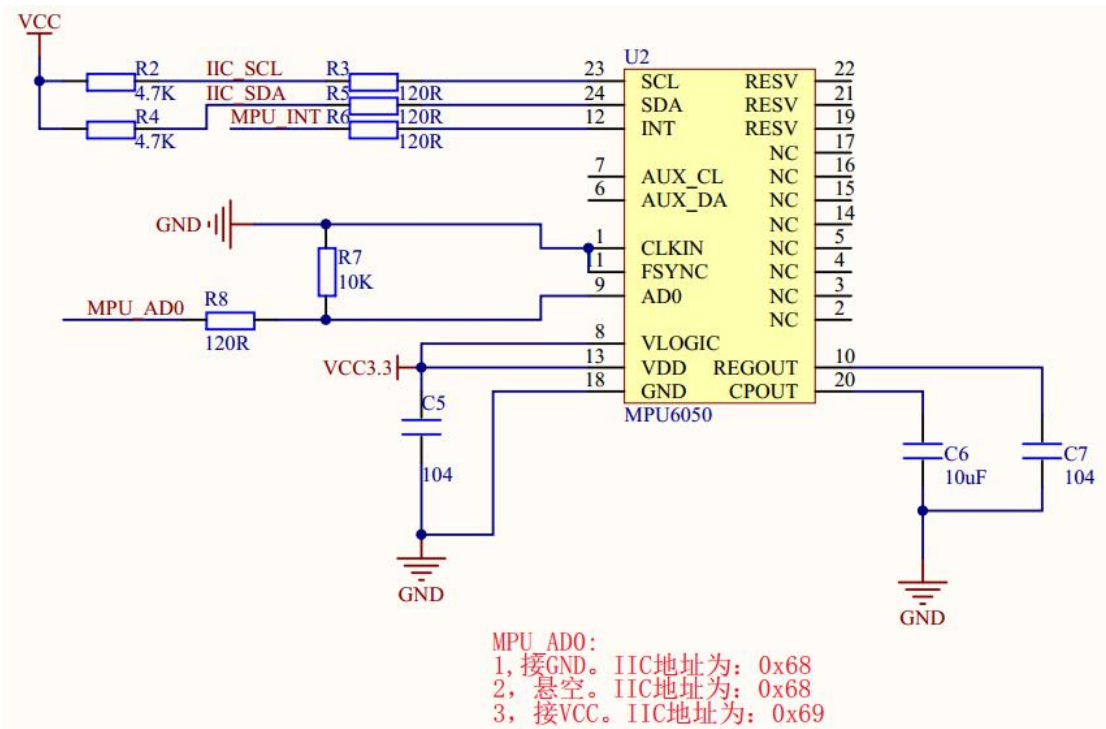 VCC
R2
4.7K
IIC_SCL
R3
120R
IIC_SDA
R5
120R
R4
4.7K
MPU_INT
R6
120R
GND
R7
10K
MPU_AD0
R8
120R
VCC3.3
C5
104
GND
U2
23 SCL RESV 22
24 SDA RESV 21
12 INT RESV 19
NC 17
7 AUX_CL NC 16
6 AUX_DA NC 15
NC 14
1 CLKIN NC 5
11 FSYNC NC 4
9 AD0 NC 3
NC 2
8 VLOGIC
13 VDD REGOUT 10
18 GND CPOUT 20
MPU6050
C6
10uF
C7
104
GND
MPU_AD0:
1,接GND。IIC地址为：0x68
2，悬空。IIC地址为：0x68
3，接VCC。IIC地址为：0x69